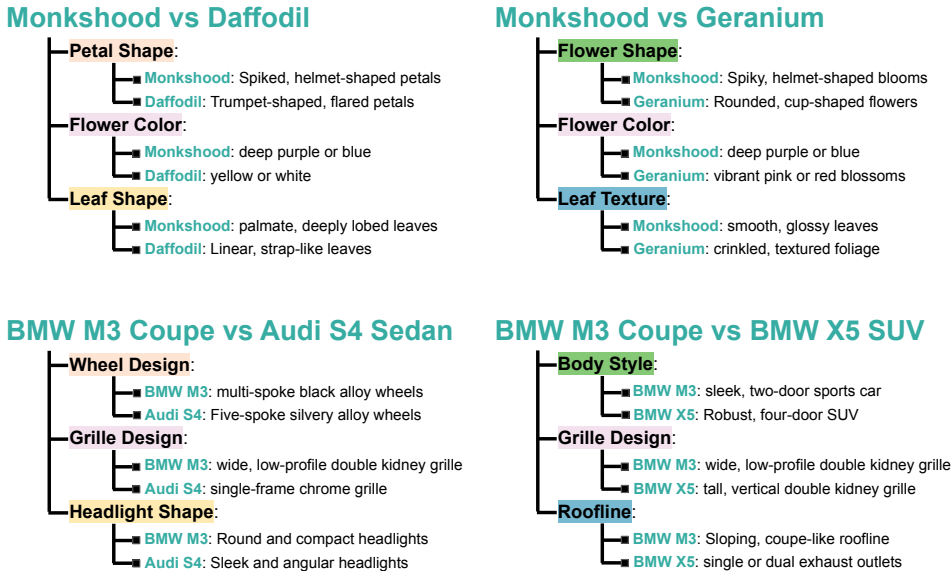 Monkshood vs Daffodil
Petal Shape:
Monkshood: Spiked, helmet-shaped petals
Daffodil: Trumpet-shaped, flared petals
Flower Color:
Monkshood: deep purple or blue
Daffodil: yellow or white
Leaf Shape:
Monkshood: palmate, deeply lobed leaves
Daffodil: Linear, strap-like leaves
Monkshood vs Geranium
Flower Shape:
Monkshood: Spiky, helmet-shaped blooms
Geranium: Rounded, cup-shaped flowers
Flower Color:
Monkshood: deep purple or blue
Geranium: vibrant pink or red blossoms
Leaf Texture:
Monkshood: smooth, glossy leaves
Geranium: crinkled, textured foliage
BMW M3 Coupe vs Audi S4 Sedan
Wheel Design:
BMW M3: multi-spoke black alloy wheels
Audi S4: Five-spoke silvery alloy wheels
Grille Design:
BMW M3: wide, low-profile double kidney grille
Audi S4: single-frame chrome grille
Headlight Shape:
BMW M3: Round and compact headlights
Audi S4: Sleek and angular headlights
BMW M3 Coupe vs BMW X5 SUV
Body Style:
BMW M3: sleek, two-door sports car
BMW X5: Robust, four-door SUV
Grille Design:
BMW M3: wide, low-profile double kidney grille
BMW X5: tall, vertical double kidney grille
Roofline:
BMW M3: Sloping, coupe-like roofline
BMW X5: single or dual exhaust outlets